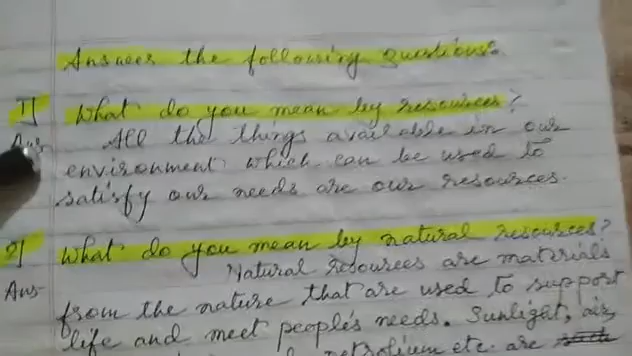 Answer the following questions.
1) What do you mean by resources?
Ans All the things available in our
environment which can be used to
satisfy our needs are our resources.
2) What do you mean by natural resources?
Ans- Natural resources are materials
from the nature that are used to support
life and meet people's needs. Sunlight, air,
petrolium etc. are